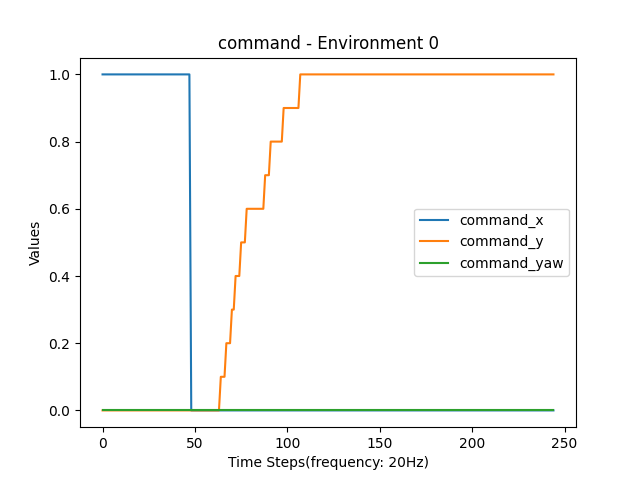 command - Environment 0
Values
1.0
0.8
0.6
0.4
0.2
0.0
command_x
command_y
command_yaw
0
50
100
150
200
250
Time Steps(frequency: 20Hz)